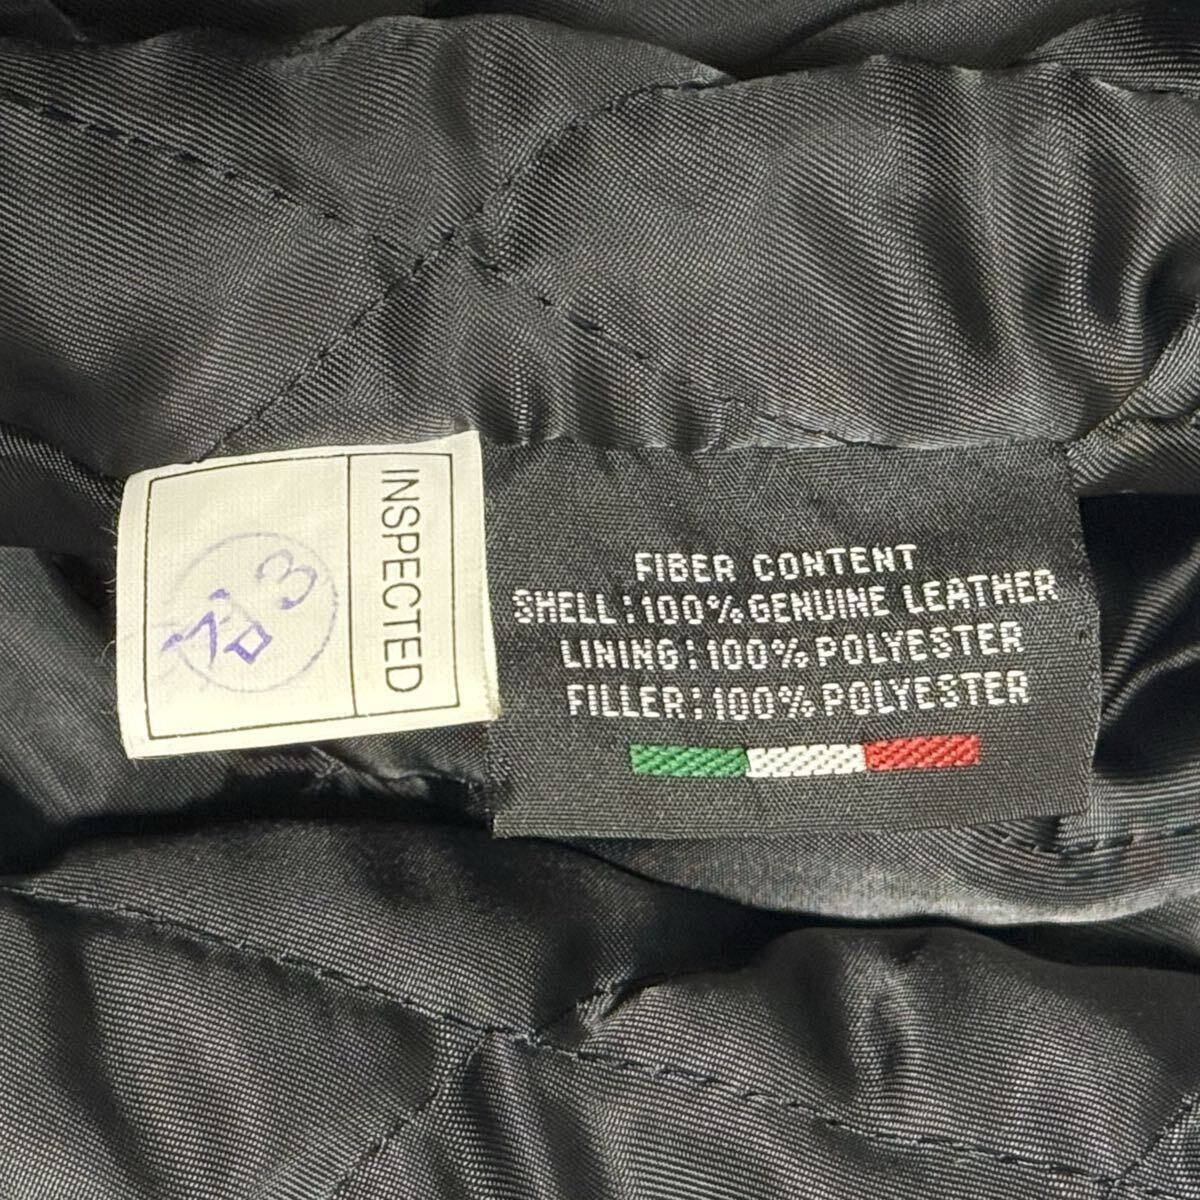 INSPECTED
FIBER CONTENT
SHELL:100%GENUINE LEATHER
LINING:100%POLYESTER
FILLER:100%POLYESTER